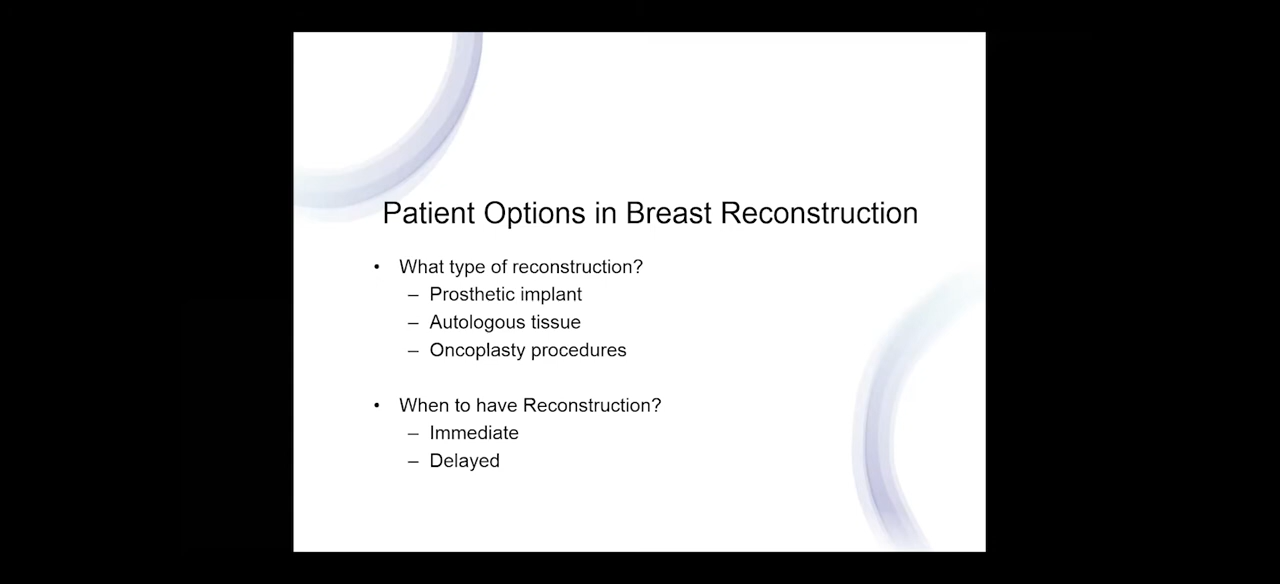 Patient Options in Breast Reconstruction
• What type of reconstruction?
– Prosthetic implant
– Autologous tissue
– Oncoplasty procedures
• When to have Reconstruction?
– Immediate
– Delayed